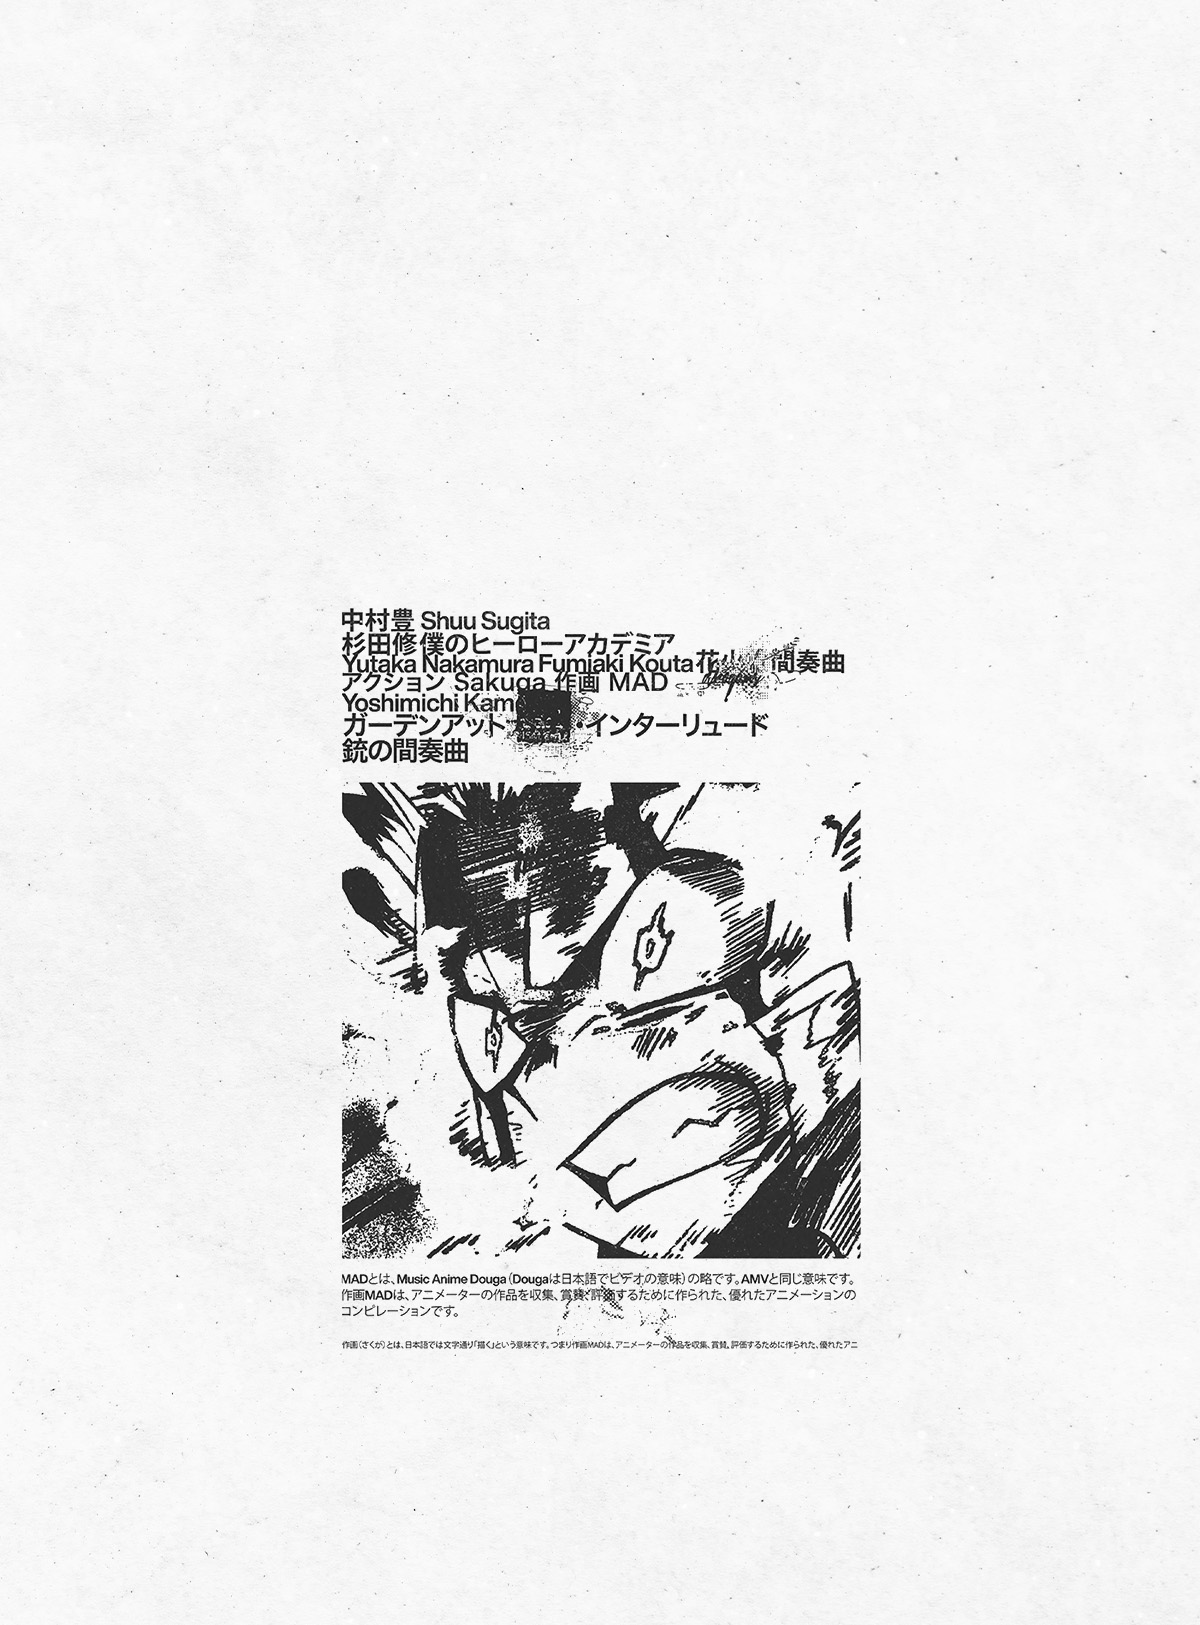 中村豊 Shuu Sugita
杉田修 僕のヒーローアカデミア
Yutaka Nakamura Fumiaki Kouta 花 間奏曲
アクション Sakuga 作画 MAD
Yoshimichi Kam
ガーデンアット ・インターリュード
銃の間奏曲
MADとは、Music Anime Douga（Dougaは日本語でビデオの意味）の略です。AMVと同じ意味です。
作画MADは、アニメーターの作品を収集、賞賛、評価するために作られた、優れたアニメーションの
コンピレーションです。
作画（さくが）とは、日本語では文字通り「描く」という意味です。つまり作画MADは、アニメーターの作品を収集、賞賛。評価するために作られた、優れたアニ